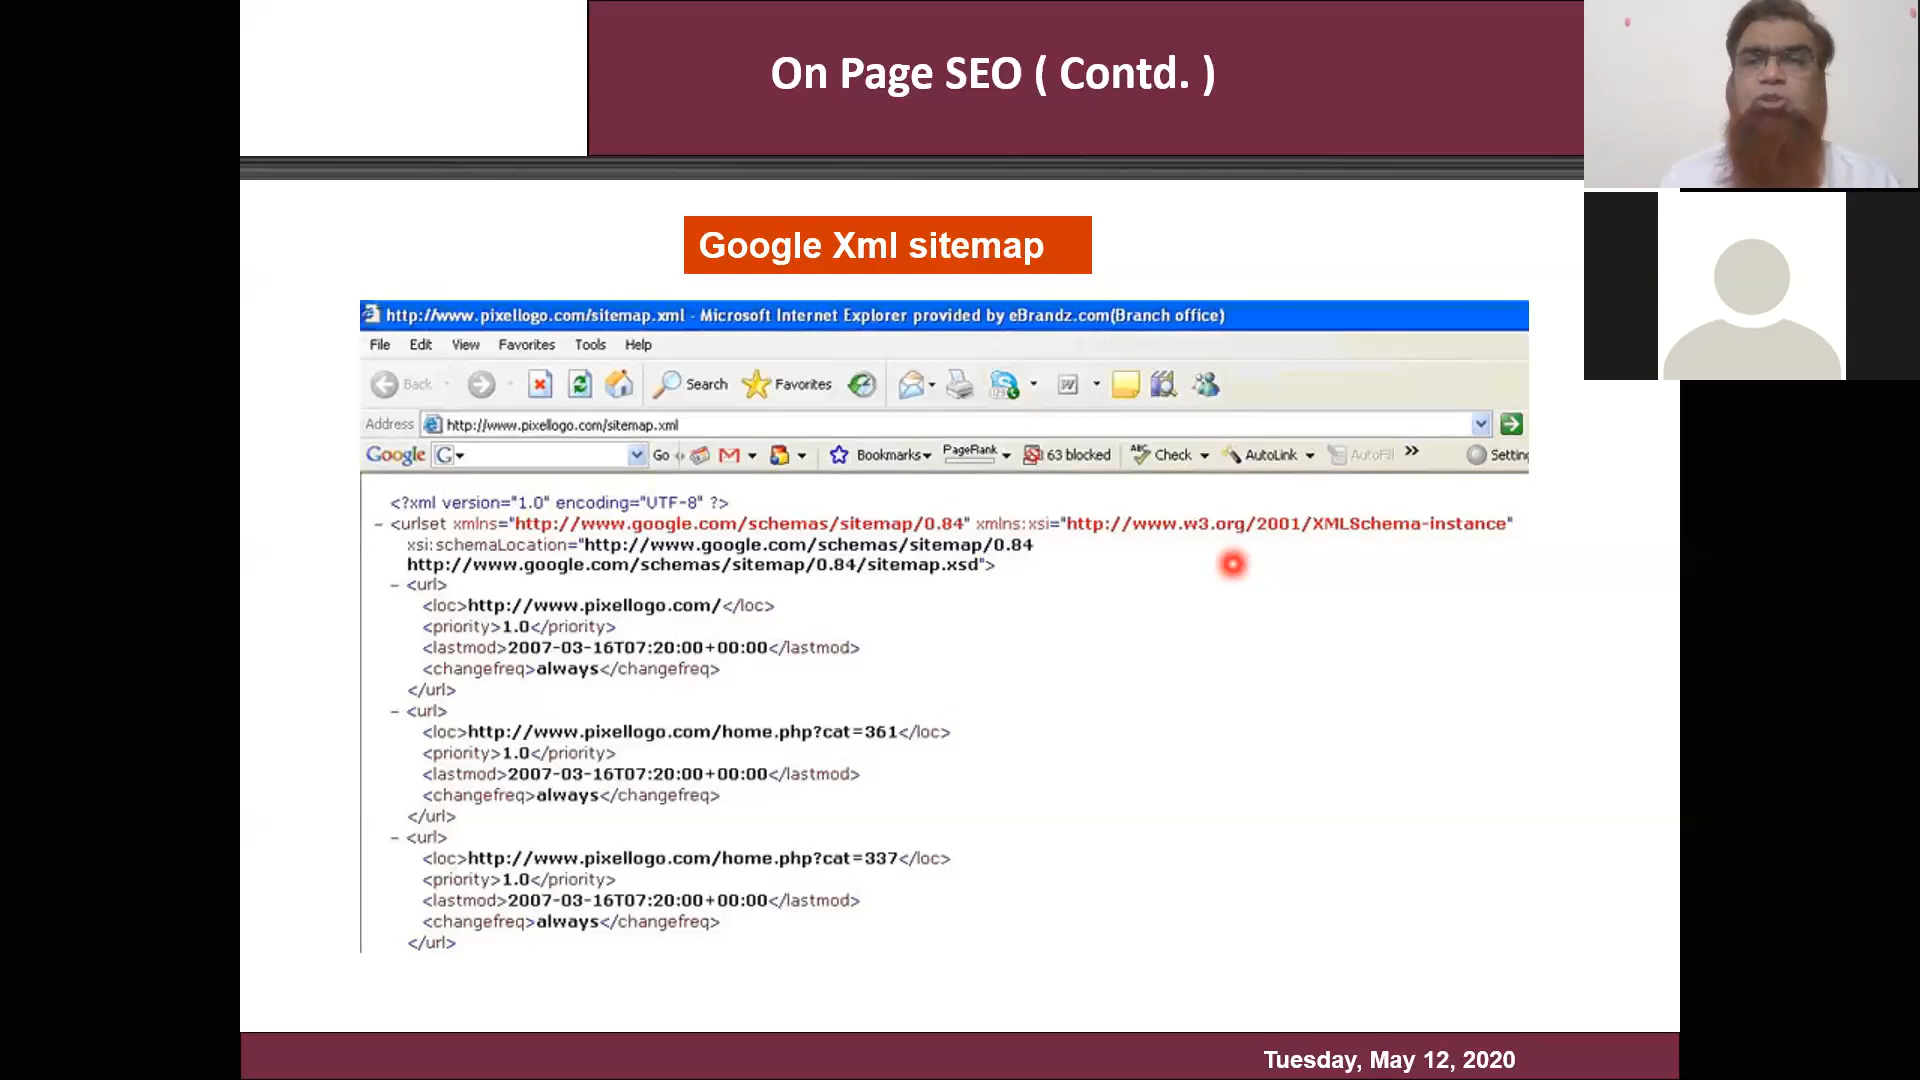 On Page SEO ( Contd. )
Google Xml sitemap
http://www.pixellogo.com/sitemap.xml - Microsoft Internet Explorer provided by eBrandz.com(Branch office)
File Edit View Favorites Tools Help
Back Search Favorites
Address http://www.pixellogo.com/sitemap.xml
Google G Go Bookmarks PageRank 63 blocked Check AutoLink AutoFill Setting
<?xml version="1.0" encoding="UTF-8" ?>
- <urlset xmlns="http://www.google.com/schemas/sitemap/0.84" xmlns:xsi="http://www.w3.org/2001/XMLSchema-instance"
xsi:schemaLocation="http://www.google.com/schemas/sitemap/0.84
http://www.google.com/schemas/sitemap/0.84/sitemap.xsd">
- <url>
<loc>http://www.pixellogo.com/</loc>
<priority>1.0</priority>
<lastmod>2007-03-16T07:20:00+00:00</lastmod>
<changefreq>always</changefreq>
</url>
- <url>
<loc>http://www.pixellogo.com/home.php?cat=361</loc>
<priority>1.0</priority>
<lastmod>2007-03-16T07:20:00+00:00</lastmod>
<changefreq>always</changefreq>
</url>
- <url>
<loc>http://www.pixellogo.com/home.php?cat=337</loc>
<priority>1.0</priority>
<lastmod>2007-03-16T07:20:00+00:00</lastmod>
<changefreq>always</changefreq>
</url>
Tuesday, May 12, 2020